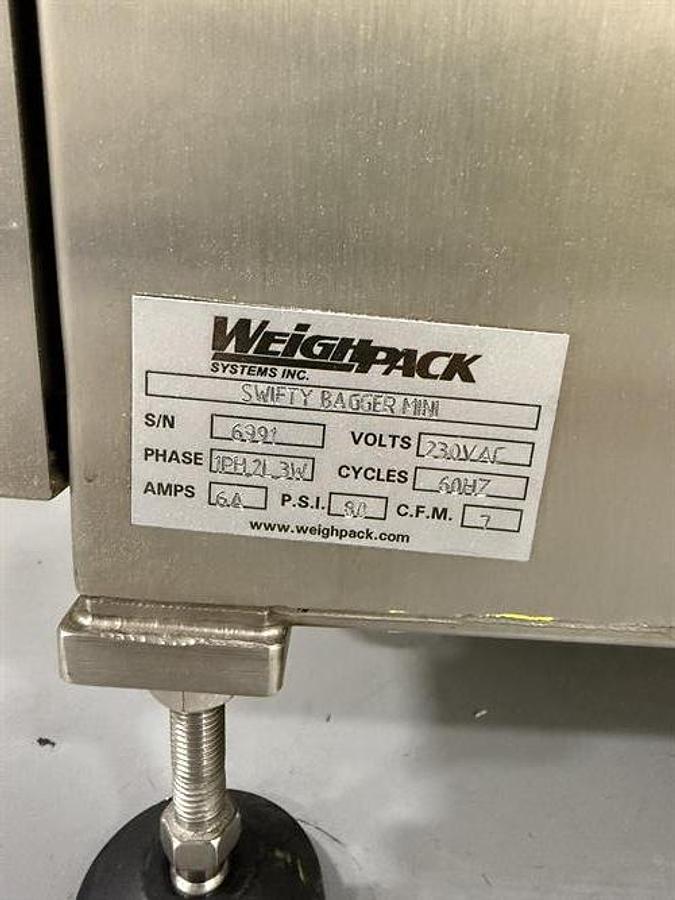 WEIGHPACK
SYSTEMS INC.
SWIFTY BAGGER MINI
S/N 6991 VOLTS 230VAC
PHASE 1PH.2L.3W CYCLES 60HZ
AMPS 6A P.S.I. 80 C.F.M. 7
www.weighpack.com